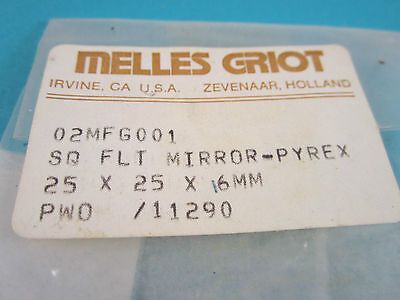 MELLES GRIOT
IRVINE, CA U.S.A. ZEVENAAR, HOLLAND
02MFG001
SQ FLT MIRROR-PYREX
25 X 25 X 6MM
PWO /11290